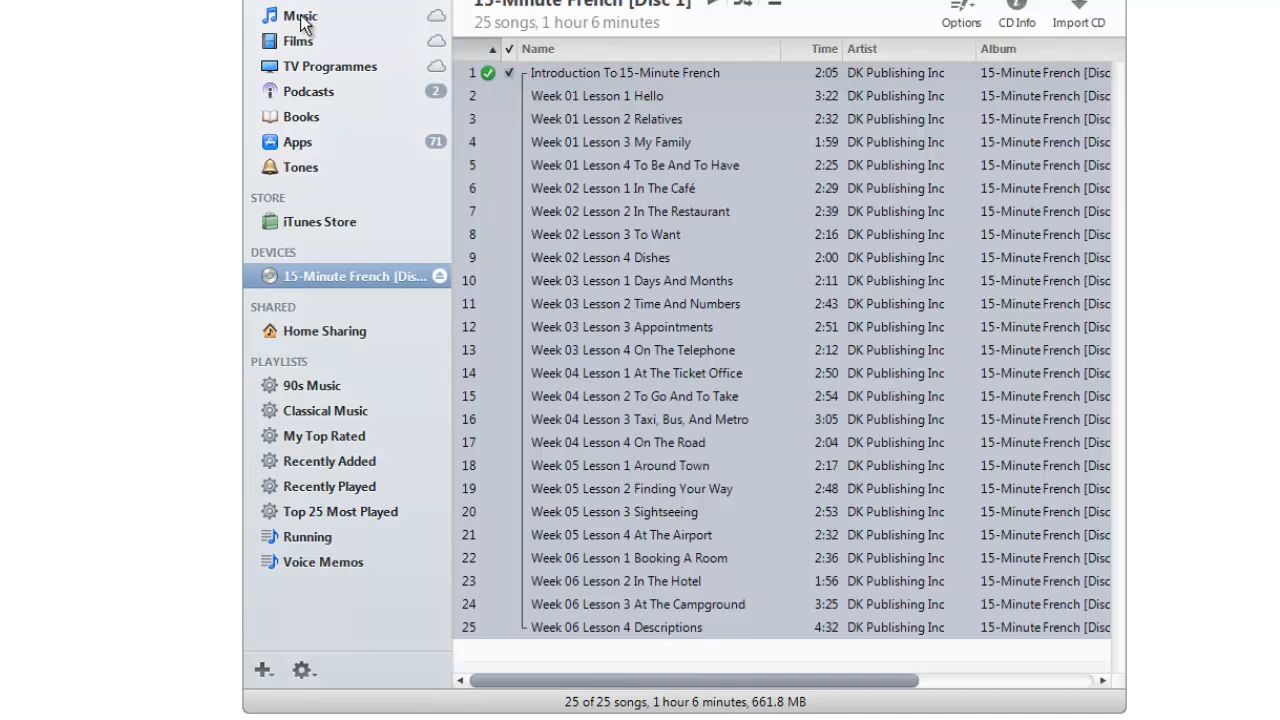 Music
Films
TV Programmes
Podcasts 2
Books
Apps 71
Tones
STORE
iTunes Store
DEVICES
15-Minute French [Dis...
SHARED
Home Sharing
PLAYLISTS
90s Music
Classical Music
My Top Rated
Recently Added
Recently Played
Top 25 Most Played
Running
Voice Memos
15-Minute French [Disc 1]
25 songs, 1 hour 6 minutes
Options CD Info Import CD
Name Time Artist Album
1 Introduction To 15-Minute French 2:05 DK Publishing Inc 15-Minute French [Disc
2 Week 01 Lesson 1 Hello 3:22 DK Publishing Inc 15-Minute French [Disc
3 Week 01 Lesson 2 Relatives 2:32 DK Publishing Inc 15-Minute French [Disc
4 Week 01 Lesson 3 My Family 1:59 DK Publishing Inc 15-Minute French [Disc
5 Week 01 Lesson 4 To Be And To Have 2:25 DK Publishing Inc 15-Minute French [Disc
6 Week 02 Lesson 1 In The Café 2:29 DK Publishing Inc 15-Minute French [Disc
7 Week 02 Lesson 2 In The Restaurant 2:39 DK Publishing Inc 15-Minute French [Disc
8 Week 02 Lesson 3 To Want 2:16 DK Publishing Inc 15-Minute French [Disc
9 Week 02 Lesson 4 Dishes 2:00 DK Publishing Inc 15-Minute French [Disc
10 Week 03 Lesson 1 Days And Months 2:11 DK Publishing Inc 15-Minute French [Disc
11 Week 03 Lesson 2 Time And Numbers 2:43 DK Publishing Inc 15-Minute French [Disc
12 Week 03 Lesson 3 Appointments 2:51 DK Publishing Inc 15-Minute French [Disc
13 Week 03 Lesson 4 On The Telephone 2:12 DK Publishing Inc 15-Minute French [Disc
14 Week 04 Lesson 1 At The Ticket Office 2:50 DK Publishing Inc 15-Minute French [Disc
15 Week 04 Lesson 2 To Go And To Take 2:54 DK Publishing Inc 15-Minute French [Disc
16 Week 04 Lesson 3 Taxi, Bus, And Metro 3:05 DK Publishing Inc 15-Minute French [Disc
17 Week 04 Lesson 4 On The Road 2:04 DK Publishing Inc 15-Minute French [Disc
18 Week 05 Lesson 1 Around Town 2:17 DK Publishing Inc 15-Minute French [Disc
19 Week 05 Lesson 2 Finding Your Way 2:48 DK Publishing Inc 15-Minute French [Disc
20 Week 05 Lesson 3 Sightseeing 2:53 DK Publishing Inc 15-Minute French [Disc
21 Week 05 Lesson 4 At The Airport 2:32 DK Publishing Inc 15-Minute French [Disc
22 Week 06 Lesson 1 Booking A Room 2:36 DK Publishing Inc 15-Minute French [Disc
23 Week 06 Lesson 2 In The Hotel 1:56 DK Publishing Inc 15-Minute French [Disc
24 Week 06 Lesson 3 At The Campground 3:25 DK Publishing Inc 15-Minute French [Disc
25 Week 06 Lesson 4 Descriptions 4:32 DK Publishing Inc 15-Minute French [Disc
25 of 25 songs, 1 hour 6 minutes, 661.8 MB